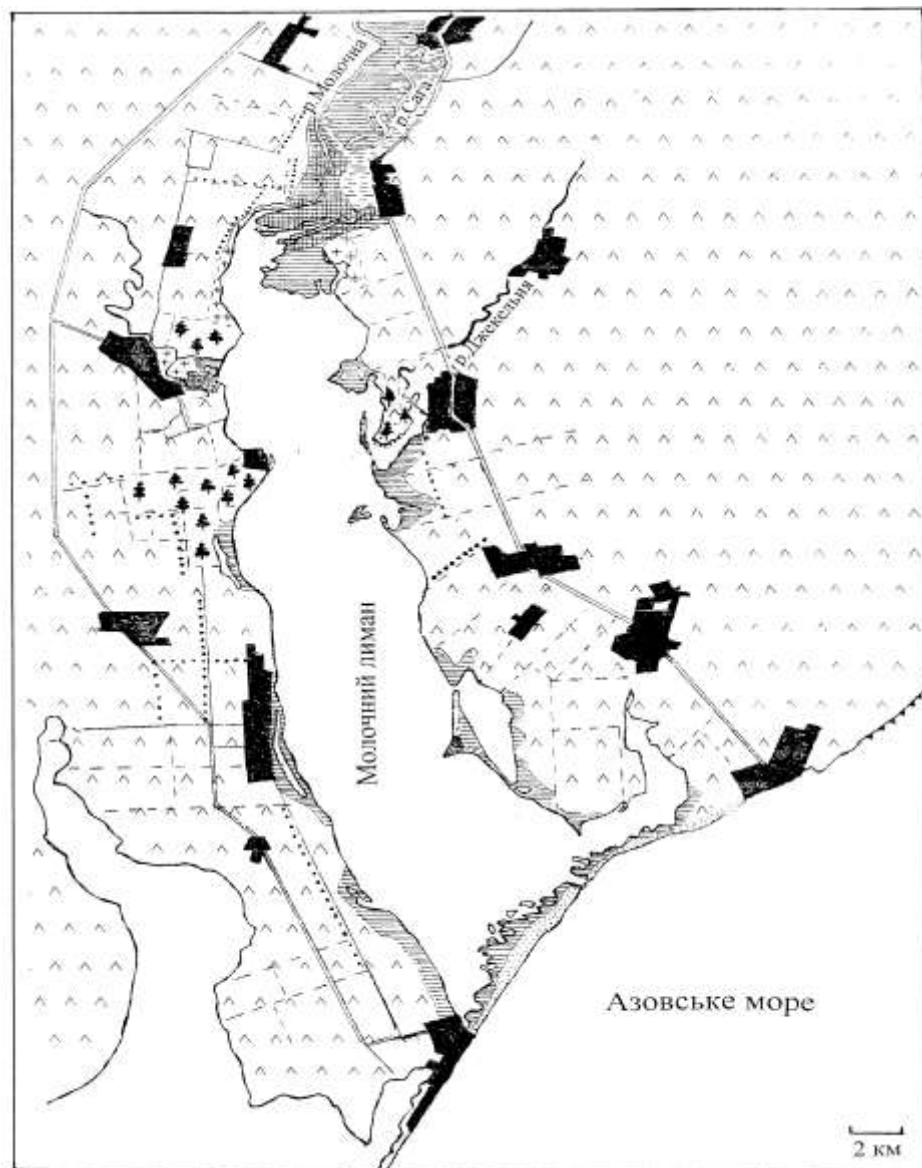 р. Молочна
р. Сага
р. Джекельня
Молочний лиман
Азовське море
2 км